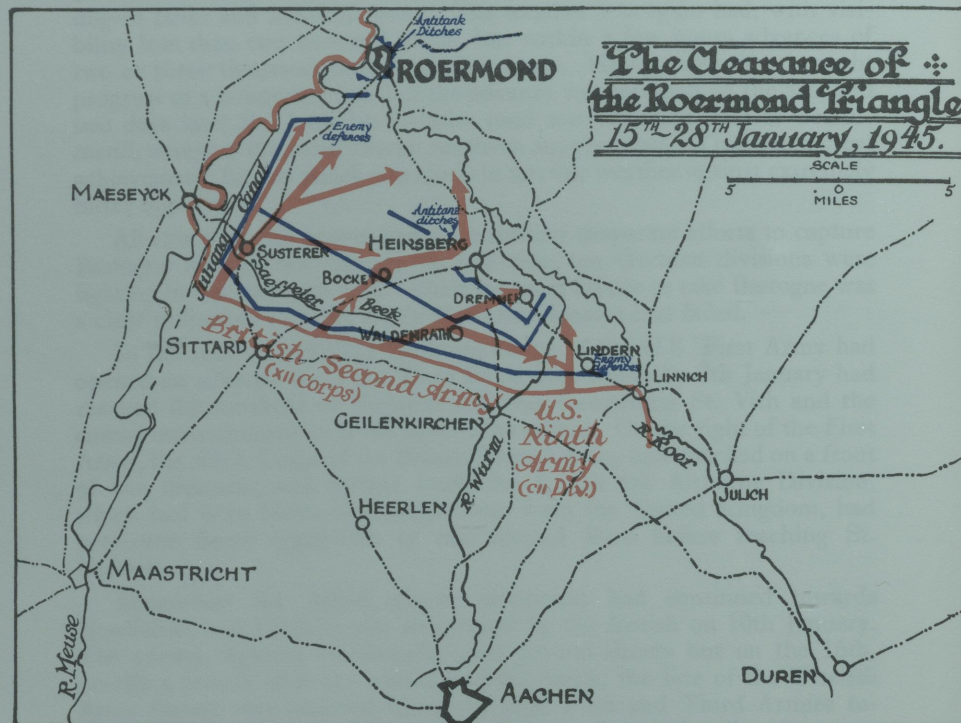 The Clearance of
the Roermond Triangle
15TH–28TH January, 1945.
SCALE
5 0 5
MILES
Antitank
Ditches
ROERMOND
Enemy
defences
MAESEYCK
Juliana Canal
Antitank
ditches
HEINSBERG
SUSTERER
BOCKET
Saeffeler Beek
DREMMEN
WALDENRATH
SITTARD
British Second Army
(XII Corps)
LINDERN
Enemy
defences
LINNICH
GEILENKIRCHEN
U.S.
Ninth
Army
R. Roer
R. Wurm
HEERLEN
JULICH
MAASTRICHT
R. Meuse
AACHEN
DUREN